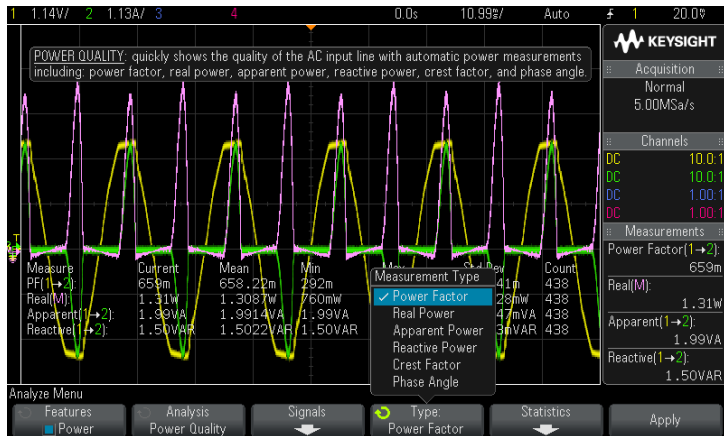 1 1.14V/ 2 1.13A/ 3 4 0.0s 10.99s/ Auto 1 20.0V
POWER QUALITY: quickly shows the quality of the AC input line with automatic power measurements
including: power factor, real power, apparent power, reactive power, crest factor, and phase angle.
KEYSIGHT
Acquisition
Normal
5.00MSa/s
Channels
DC 10.0:1
DC 10.0:1
DC 1.00:1
DC 1.00:1
Measurements
Power Factor(1→2):
659m
Real(M):
1.31W
Apparent(1→2):
1.99VA
Reactive(1→2):
1.50VAR
Measure Current Mean Min Count
PF(1→2): 659m 658.22m 292m 438
Real(M): 1.31W 1.3087W 760mW 438
Apparent(1→2): 1.99VA 1.9914VA 1.99VA 438
Reactive(1→2): 1.50VAR 1.5022VAR 1.50VAR 438
Measurement Type
✓ Power Factor
Real Power
Apparent Power
Reactive Power
Crest Factor
Phase Angle
Analyze Menu
Features
Power
Analysis
Power Quality
Signals
Type:
Power Factor
Statistics
Apply